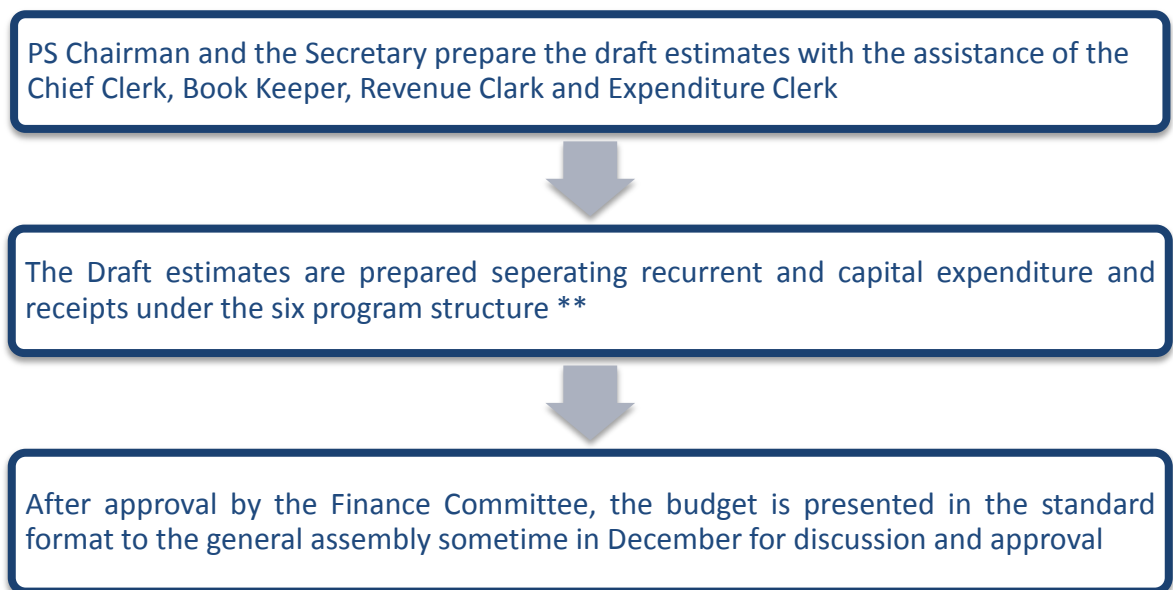 PS Chairman and the Secretary prepare the draft estimates with the assistance of the
Chief Clerk, Book Keeper, Revenue Clark and Expenditure Clerk
The Draft estimates are prepared seperating recurrent and capital expenditure and
receipts under the six program structure **
After approval by the Finance Committee, the budget is presented in the standard
format to the general assembly sometime in December for discussion and approval